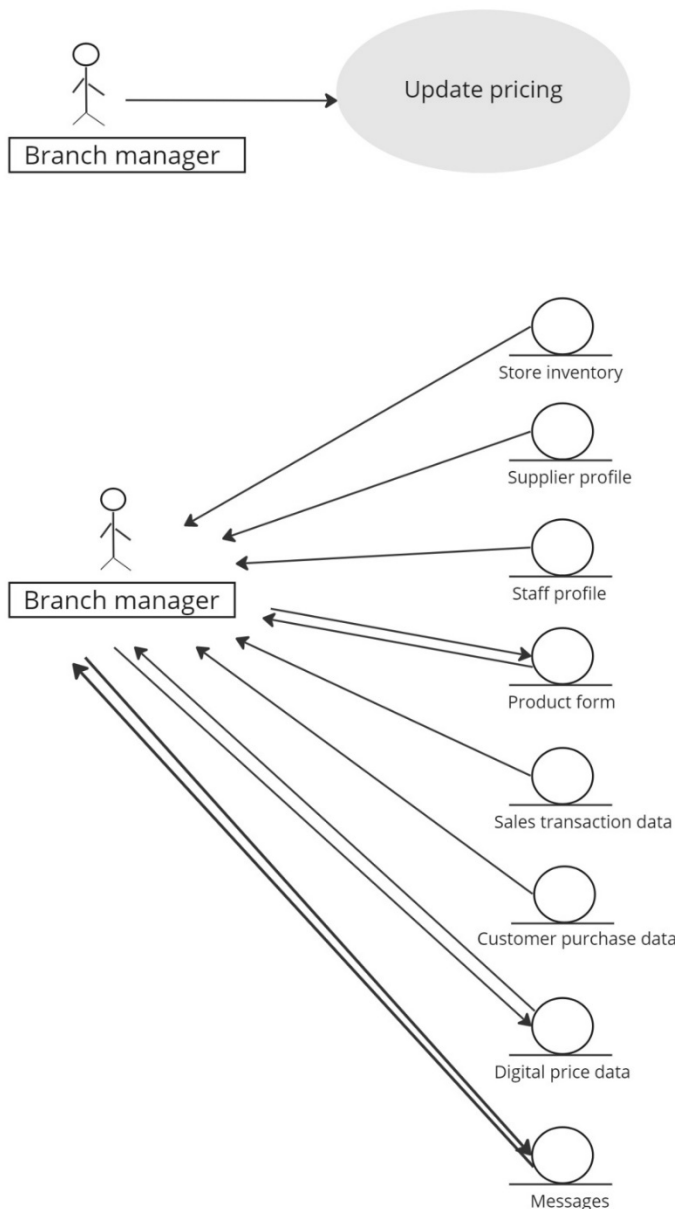 Update pricing
Branch manager
Store inventory
Supplier profile
Staff profile
Branch manager
Product form
Sales transaction data
Customer purchase data
Digital price data
Messages